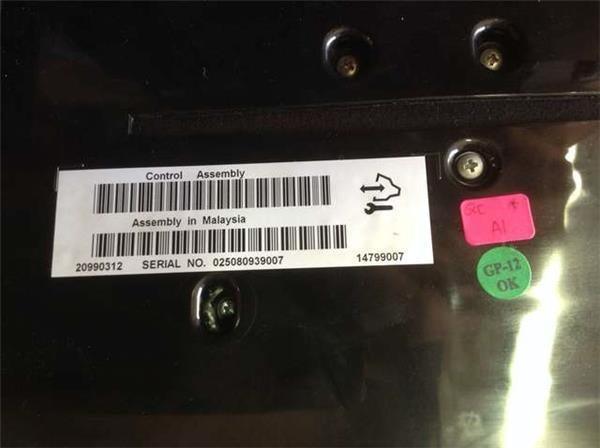 Control Assembly
Assembly in Malaysia
20990312 SERIAL NO. 025080939007 14799007
A1
GP-12
OK